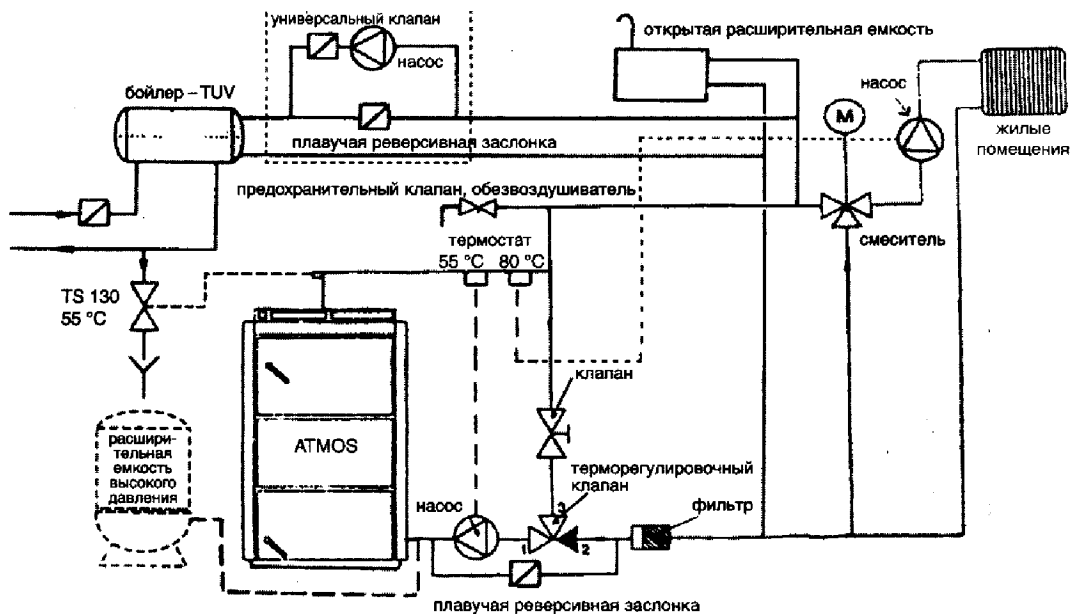 универсальный клапан
насос
открытая расширительная емкость
бойлер – TUV
насос
M
жилые
помещения
плавучая реверсивная заслонка
предохранительный клапан, обезвоздушиватель
термостат
55 °C 80 °C
смеситель
TS 130
55 °C
клапан
расшири-
тельная
емкость
высокого
давления
ATMOS
терморегулировочный
клапан
насос
фильтр
3
1
2
плавучая реверсивная заслонка